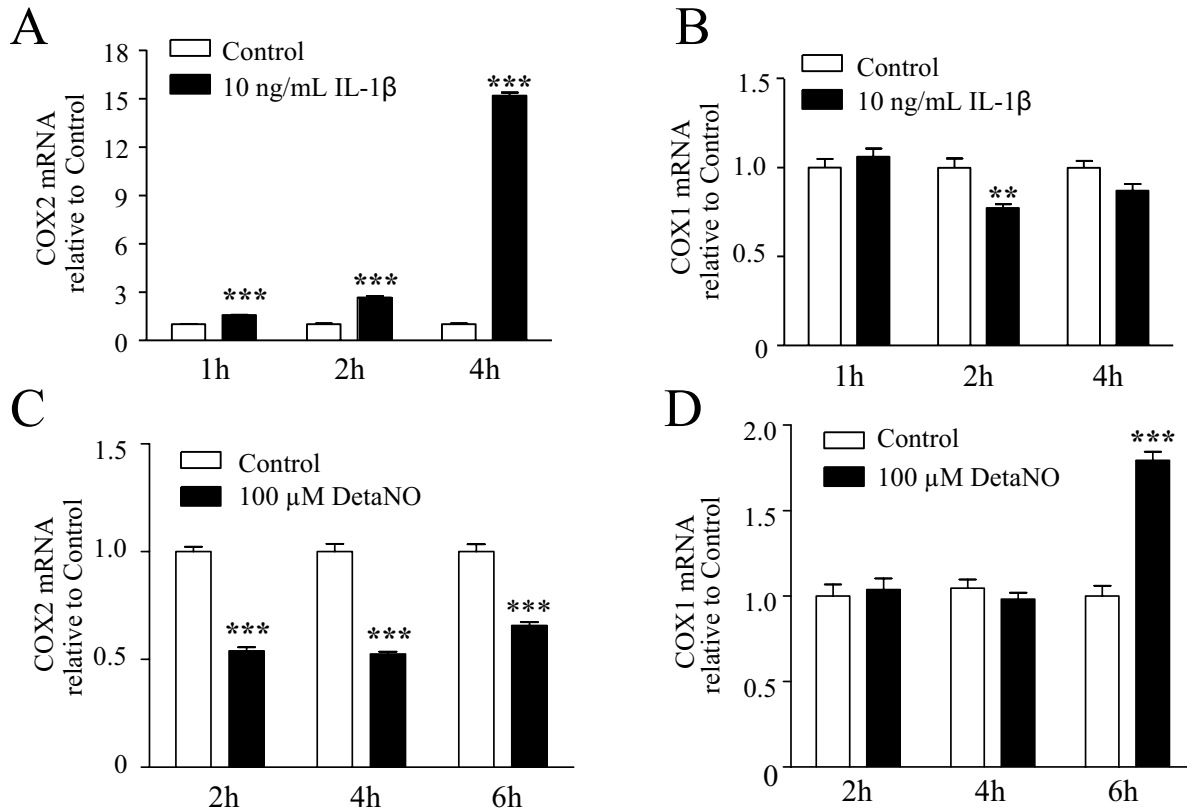 A
COX2 mRNA
relative to Control
18
15
12
9
6
3
0
Control
10 ng/mL IL-1β
***
***
***
1h
2h
4h
B
COX1 mRNA
relative to Control
1.5
1.0
0.5
0
Control
10 ng/mL IL-1β
**
1h
2h
4h
C
COX2 mRNA
relative to Control
1.5
1.0
0.5
0
Control
100 µM DetaNO
***
***
***
2h
4h
6h
D
COX1 mRNA
relative to Control
2.0
1.5
1.0
0.5
0.0
Control
100 µM DetaNO
***
2h
4h
6h